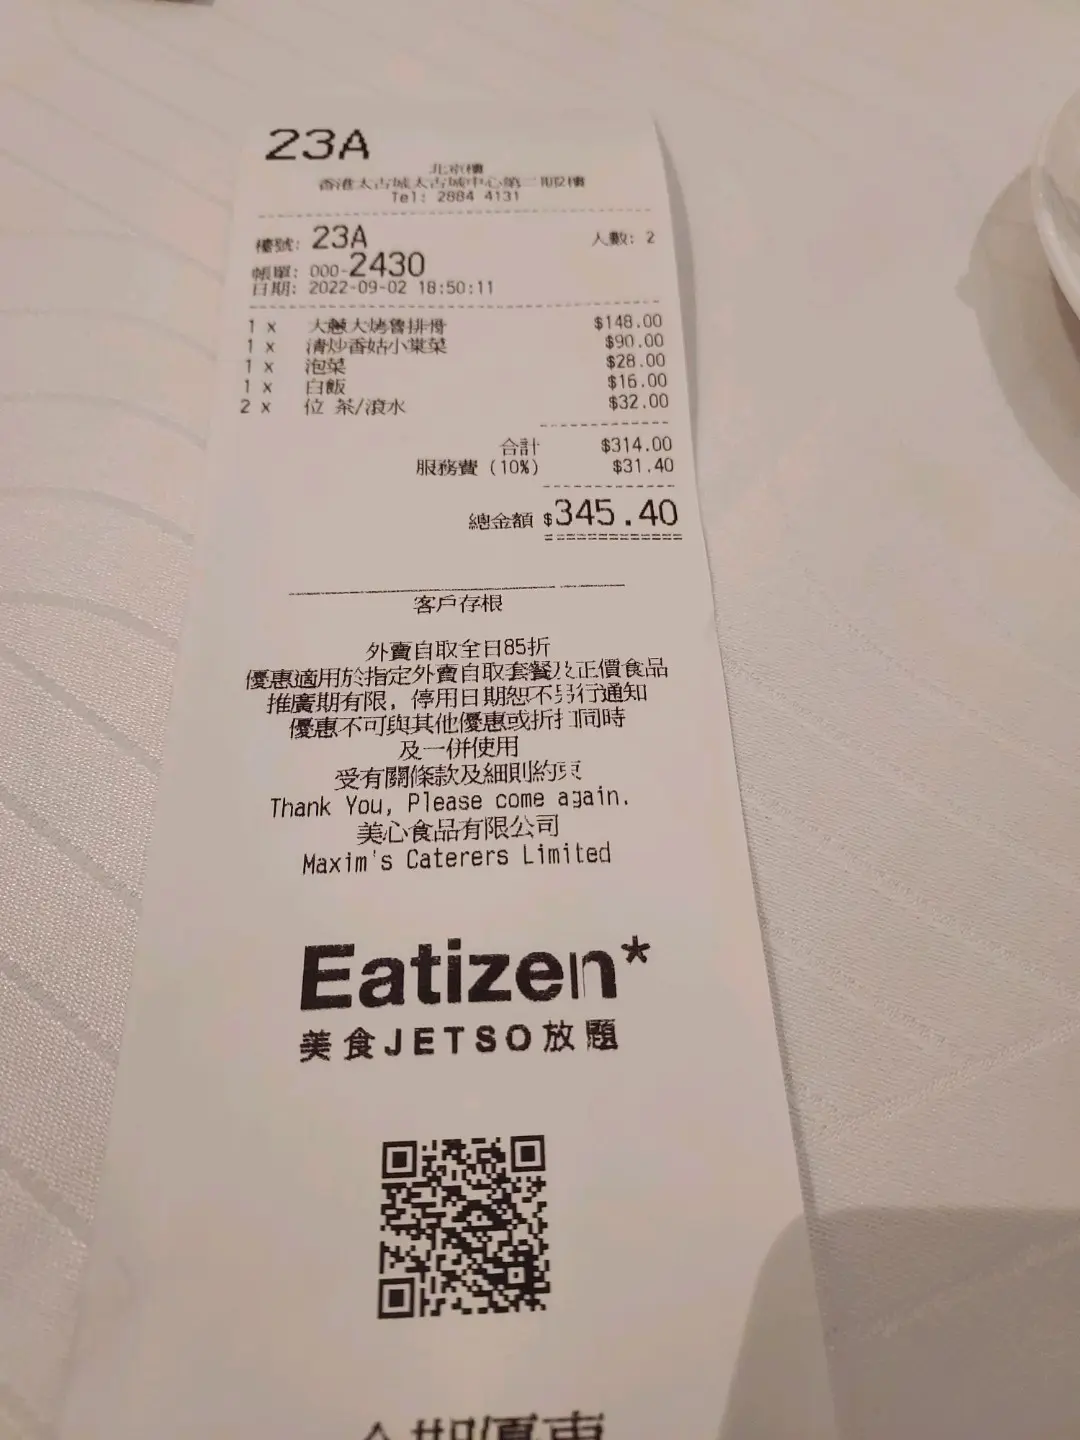 23A
北京樓
香港太古城太古城中心第二期2樓
Tel: 2884 4131
檯號: 23A 人數: 2
帳單: 000-2430
日期: 2022-09-02 18:50:11
1 x 大烤魯排骨 $148.00
1 x 清炒香菇小棠菜 $90.00
1 x 泡菜 $28.00
1 x 白飯 $16.00
2 x 位 茶/滾水 $32.00
合計 $314.00
服務費 (10%) $31.40
總金額 $345.40
客戶存根
外賣自取全日85折
優惠適用於指定外賣自取套餐及正價食品
推廣期有限, 停用日期恕不另行通知
優惠不可與其他優惠或折扣同時
及一併使用
受有關條款及細則約束
Thank You, Please come again.
美心食品有限公司
Maxim's Caterers Limited
Eatizen*
美食JETSO放題